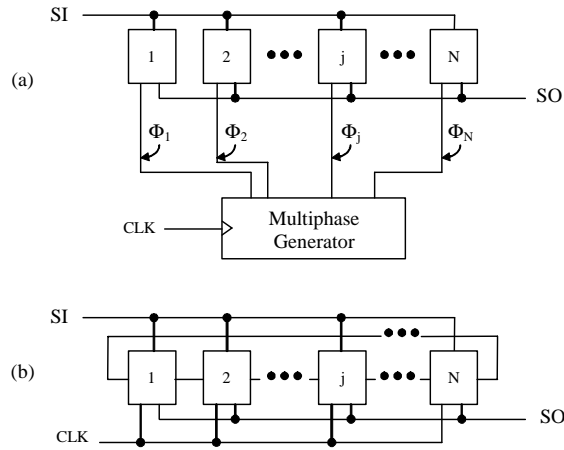 SI
1 2 j N
(a)
SO
Φ1 Φ2 Φj ΦN
CLK
Multiphase
Generator
SI
(b)
1 2 j N
SO
CLK